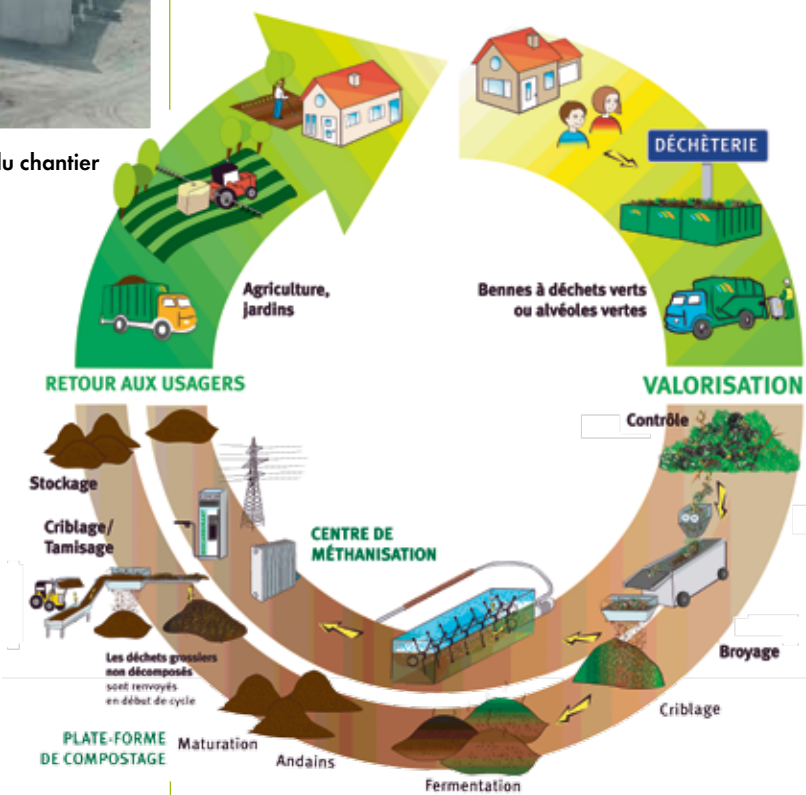 du chantier
DÉCHÈTERIE
Agriculture,
jardins
Bennes à déchets verts
ou alvéoles vertes
RETOUR AUX USAGERS
VALORISATION
Contrôle
Stockage
Criblage/
Tamisage
CENTRE DE
MÉTHANISATION
Broyage
Les déchets grossiers
non décomposés
sont renvoyés
en début de cycle
Criblage
PLATE-FORME
DE COMPOSTAGE
Maturation
Andains
Fermentation